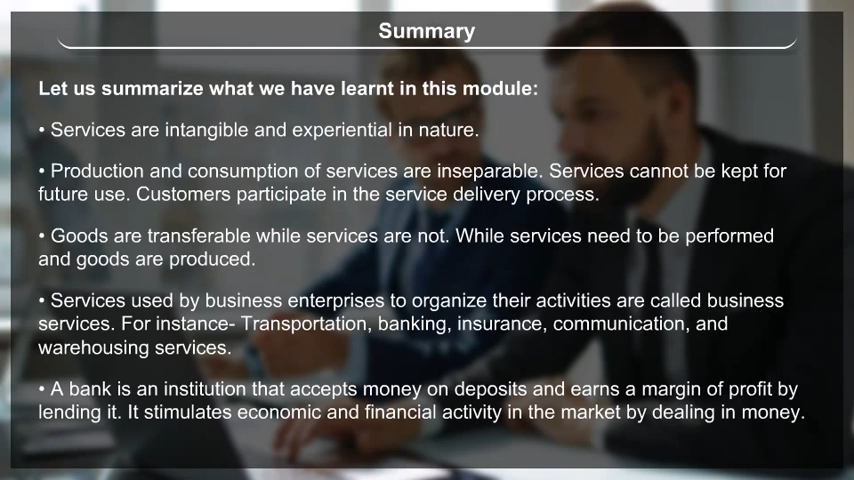 Summary
Let us summarize what we have learnt in this module:
• Services are intangible and experiential in nature.
• Production and consumption of services are inseparable. Services cannot be kept for
future use. Customers participate in the service delivery process.
• Goods are transferable while services are not. While services need to be performed
and goods are produced.
• Services used by business enterprises to organize their activities are called business
services. For instance- Transportation, banking, insurance, communication, and
warehousing services.
• A bank is an institution that accepts money on deposits and earns a margin of profit by
lending it. It stimulates economic and financial activity in the market by dealing in money.